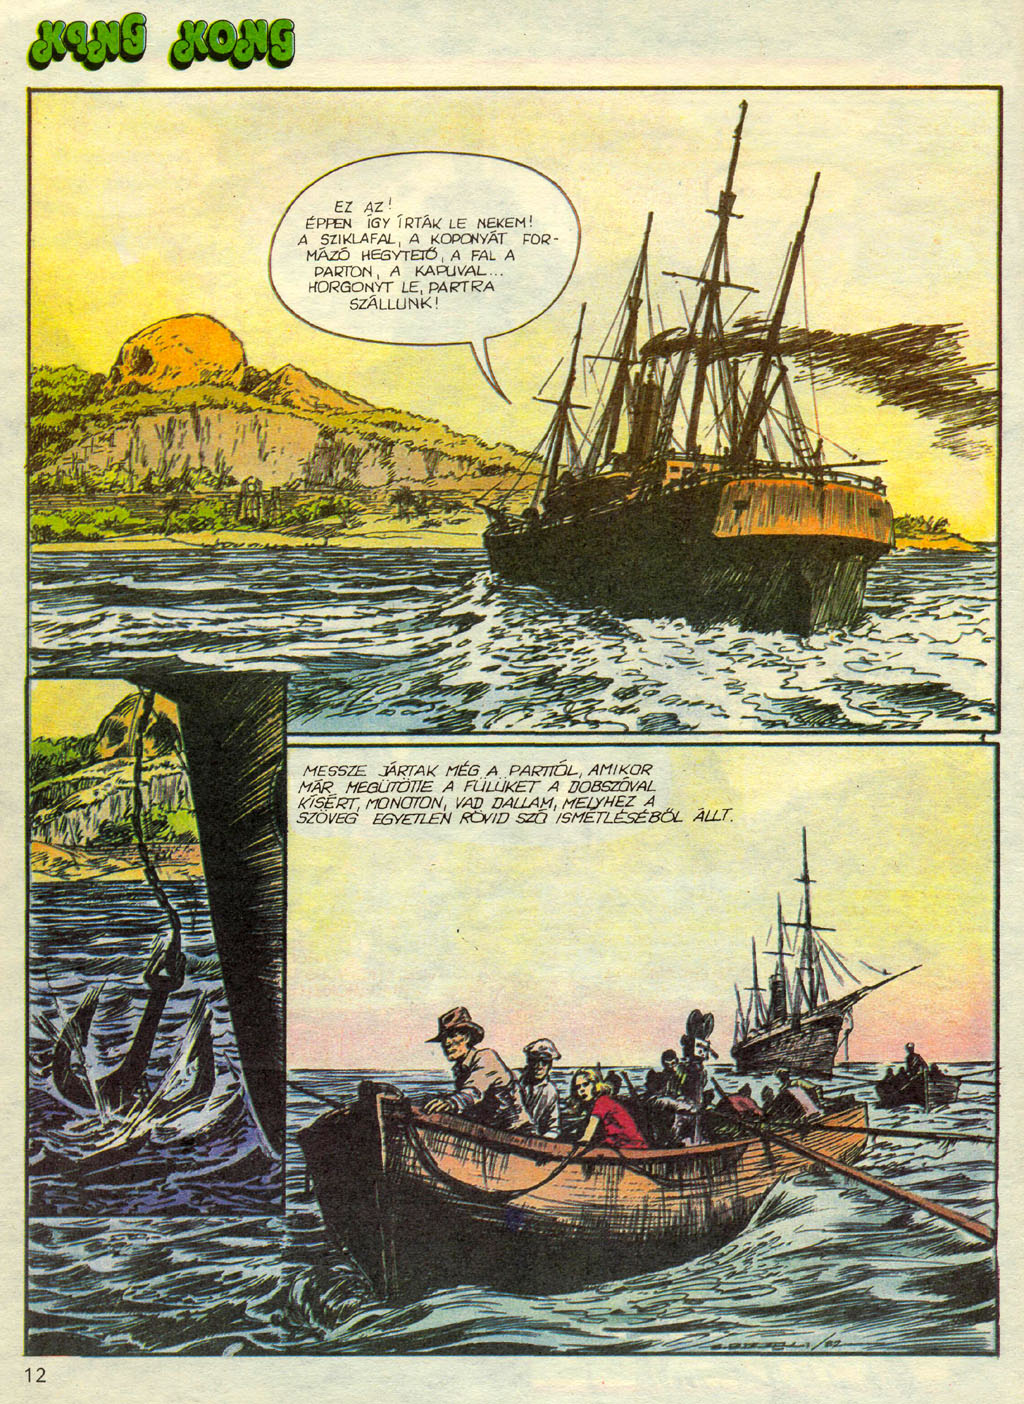 KING KONG
EZ AZ!
ÉPPEN ÍGY ÍRTÁK LE NEKEM!
A SZIKLAFAL, A KOPONYÁT FOR-
MÁZÓ HEGYTETŐ, A FAL A
PARTON, A KAPUVAL...
HORGONYT LE, PARTRA
SZÁLLUNK!
MESSZE JÁRTAK MÉG A PARTTÓL, AMIKOR
MÁR MEGÜTÖTTE A FÜLÜKET A DOBSZÓVAL
KÍSÉRT, MONOTON, VAD DALLAM, MELYHEZ A
SZÖVEG EGYETLEN RÖVID SZÓ ISMÉTLÉSÉBŐL ÁLLT.
12